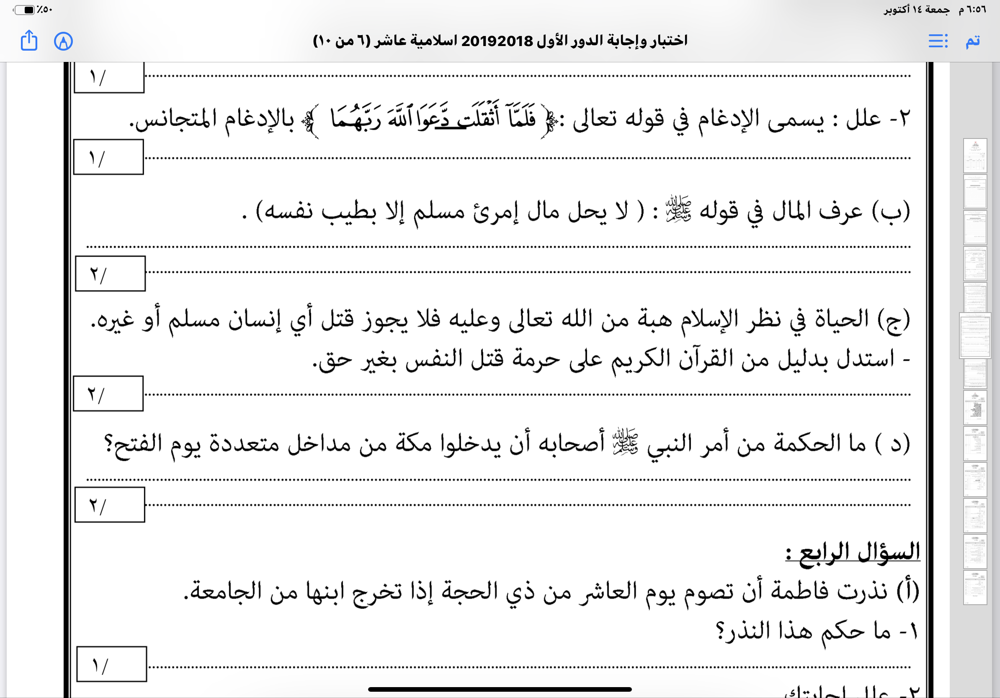 ٦:٥٦ م جمعة ١٤ أكتوبر
٪٥٠
تم
اختبار وإجابة الدور الأول 20192018 اسلامية عاشر (٦ من ١٠)
/١
٢- علل : يسمى الإدغام في قوله تعالى :﴿ فَلَمَّآ أَثْقَلَت دَّعَوَا ٱللَّهَ رَبَّهُمَا ﴾ بالإدغام المتجانس.
/١
(ب) عرف المال في قوله ﷺ : ( لا يحل مال إمرئ مسلم إلا بطيب نفسه) .
/٢
(ج) الحياة في نظر الإسلام هبة من الله تعالى وعليه فلا يجوز قتل أي إنسان مسلم أو غيره.
- استدل بدليل من القرآن الكريم على حرمة قتل النفس بغير حق.
/٢
(د ) ما الحكمة من أمر النبي ﷺ أصحابه أن يدخلوا مكة من مداخل متعددة يوم الفتح؟
/٢
السؤال الرابع :
(أ) نذرت فاطمة أن تصوم يوم العاشر من ذي الحجة إذا تخرج ابنها من الجامعة.
١- ما حكم هذا النذر؟
/١
٢- علل إجابتك